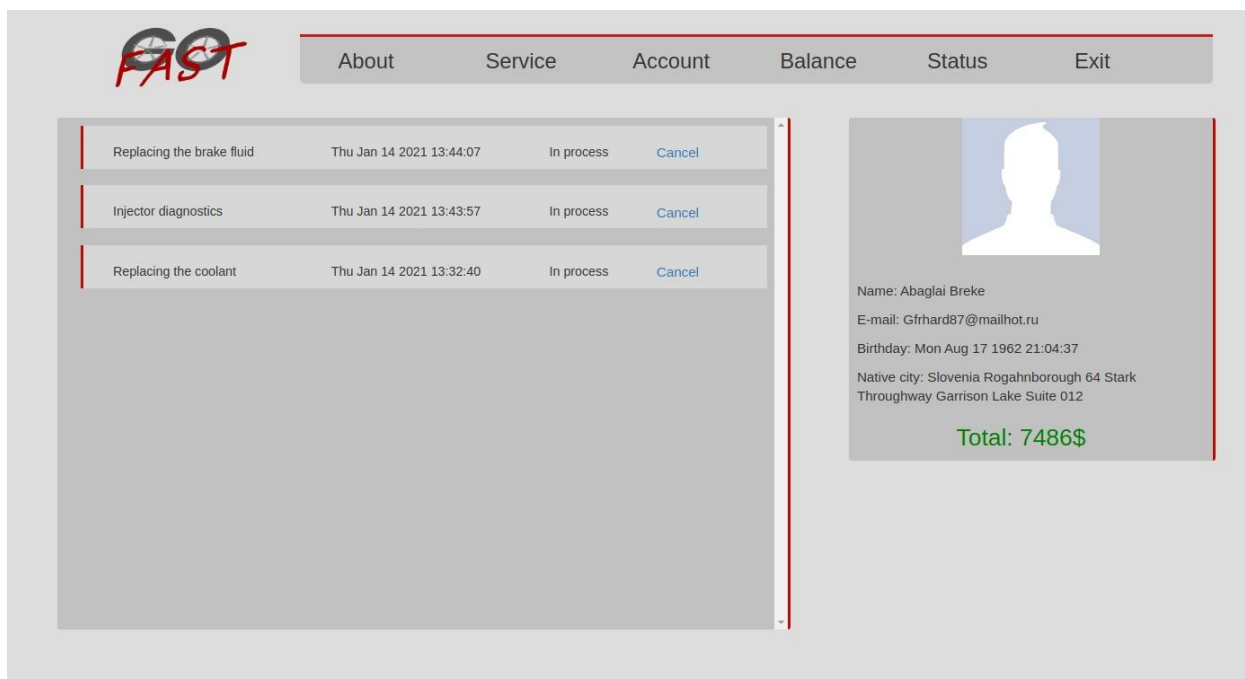 GO
FAST
About Service Account Balance Status Exit
Replacing the brake fluid Thu Jan 14 2021 13:44:07 In process Cancel
Injector diagnostics Thu Jan 14 2021 13:43:57 In process Cancel
Replacing the coolant Thu Jan 14 2021 13:32:40 In process Cancel
Name: Abaglai Breke
E-mail: Gfrhard87@mailhot.ru
Birthday: Mon Aug 17 1962 21:04:37
Native city: Slovenia Rogahnborough 64 Stark
Throughway Garrison Lake Suite 012
Total: 7486$